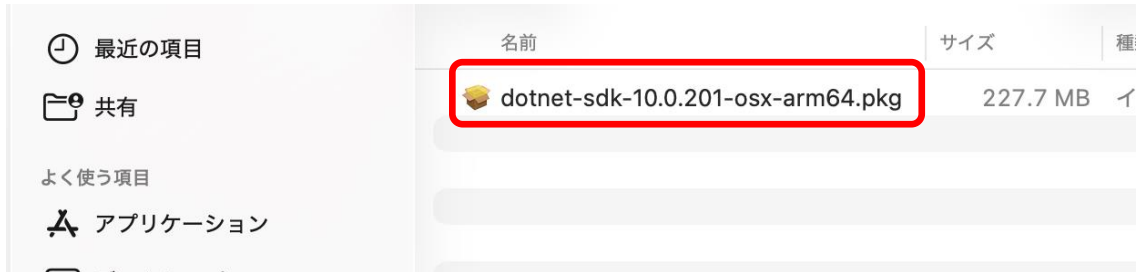 最近の項目
共有
よく使う項目
アプリケーション
名前 サイズ
dotnet-sdk-10.0.201-osx-arm64.pkg 227.7 MB